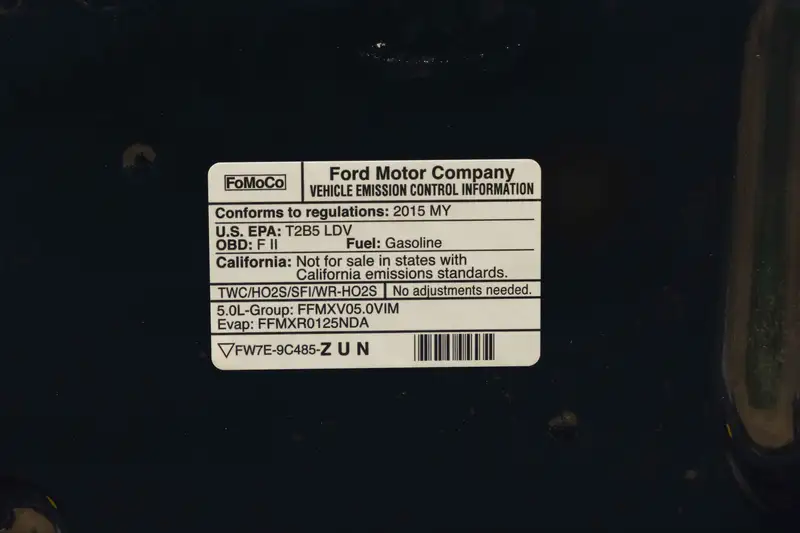 FoMoCo
Ford Motor Company
VEHICLE EMISSION CONTROL INFORMATION
Conforms to regulations: 2015 MY
U.S. EPA: T2B5 LDV
OBD: F II Fuel: Gasoline
California: Not for sale in states with
California emissions standards.
TWC/HO2S/SFI/WR-HO2S No adjustments needed.
5.0L-Group: FFMXV05.0VIM
Evap: FFMXR0125NDA
FW7E-9C485-Z U N